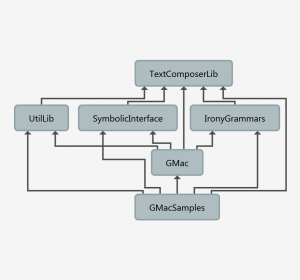 TextComposerLib
UtilLib
SymbolicInterface
IronyGrammars
GMac
GMacSamples